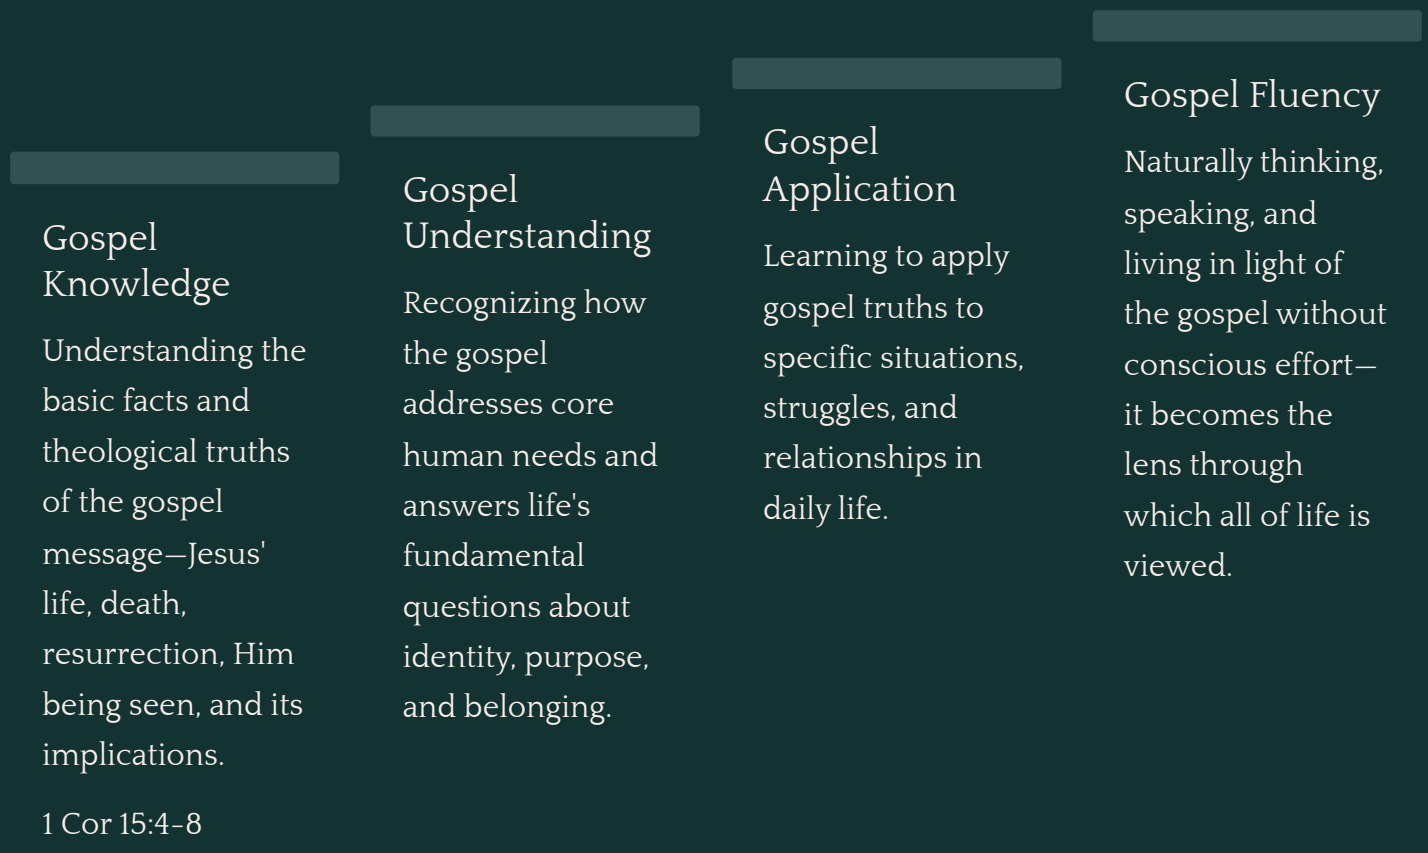 Gospel
Knowledge
Understanding the
basic facts and
theological truths
of the gospel
message—Jesus'
life, death,
resurrection, Him
being seen, and its
implications.
1 Cor 15:4-8
Gospel
Understanding
Recognizing how
the gospel
addresses core
human needs and
answers life's
fundamental
questions about
identity, purpose,
and belonging.
Gospel
Application
Learning to apply
gospel truths to
specific situations,
struggles, and
relationships in
daily life.
Gospel Fluency
Naturally thinking,
speaking, and
living in light of
the gospel without
conscious effort—
it becomes the
lens through
which all of life is
viewed.